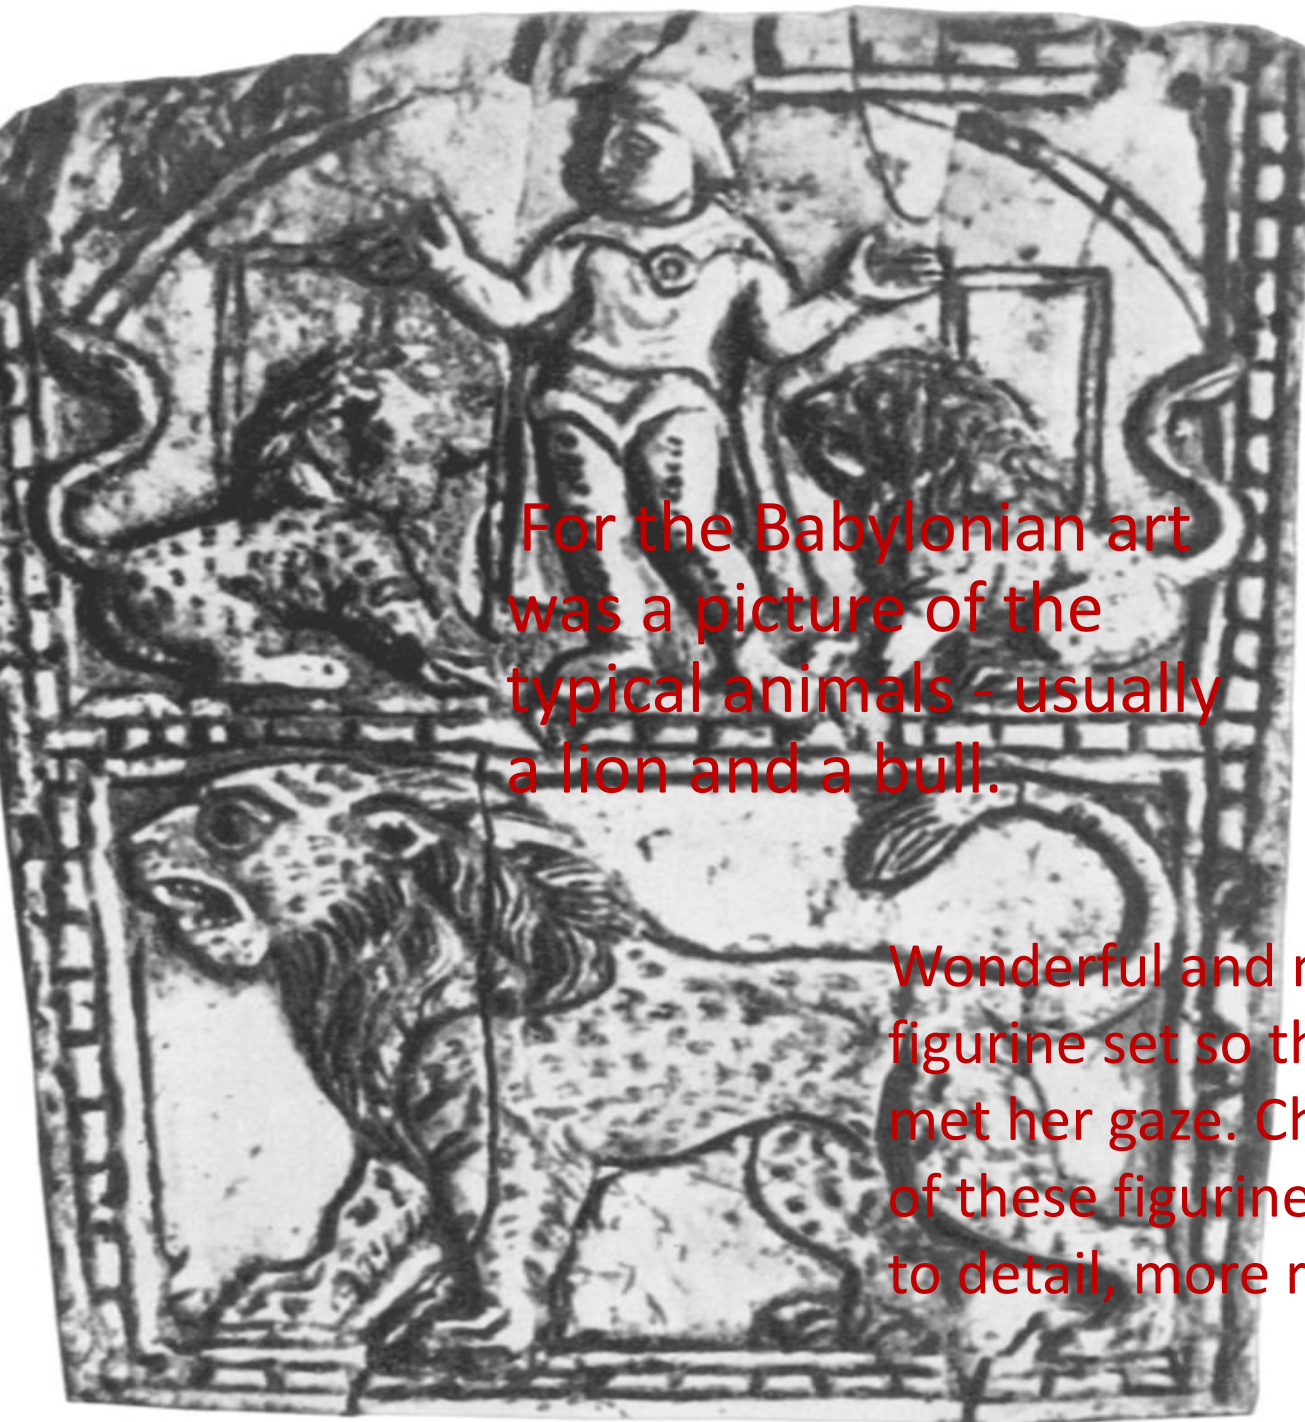 For the Babylonian art
was a picture of the
typical animals - usually
a lion and a bull.
Wonderful and
figurine set so
met her gaze.
of these
to detail, more